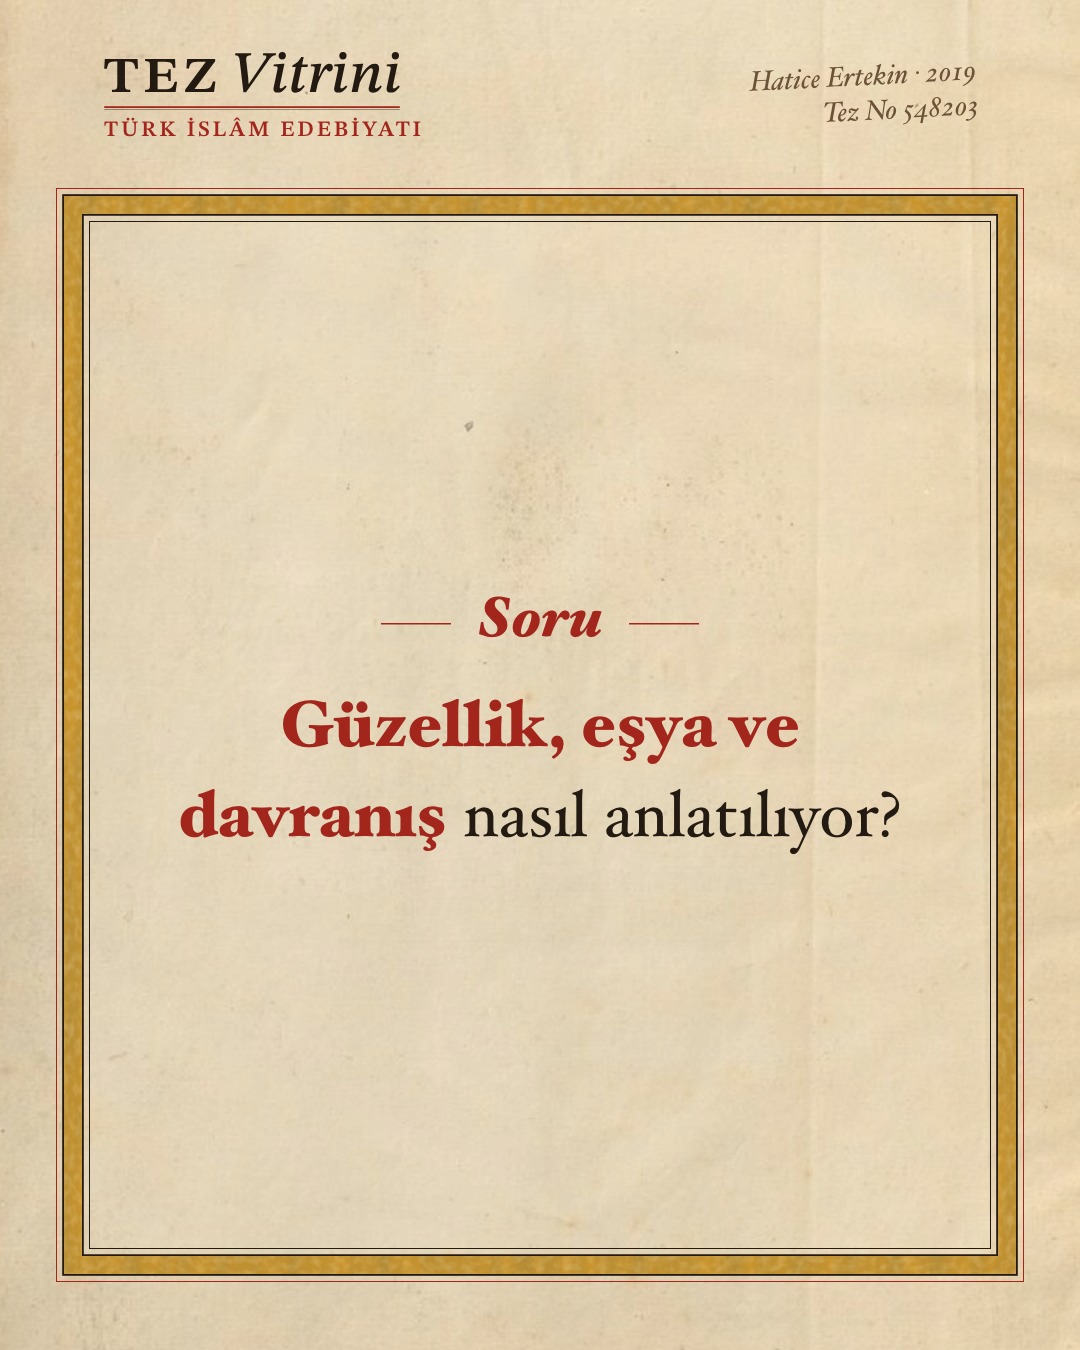 TEZ Vitrini
TÜRK İSLÂM EDEBİYATI
Hatice Ertekin · 2019
Tez No 548203
Soru
Güzellik, eşya ve
davranış nasıl anlatılıyor?